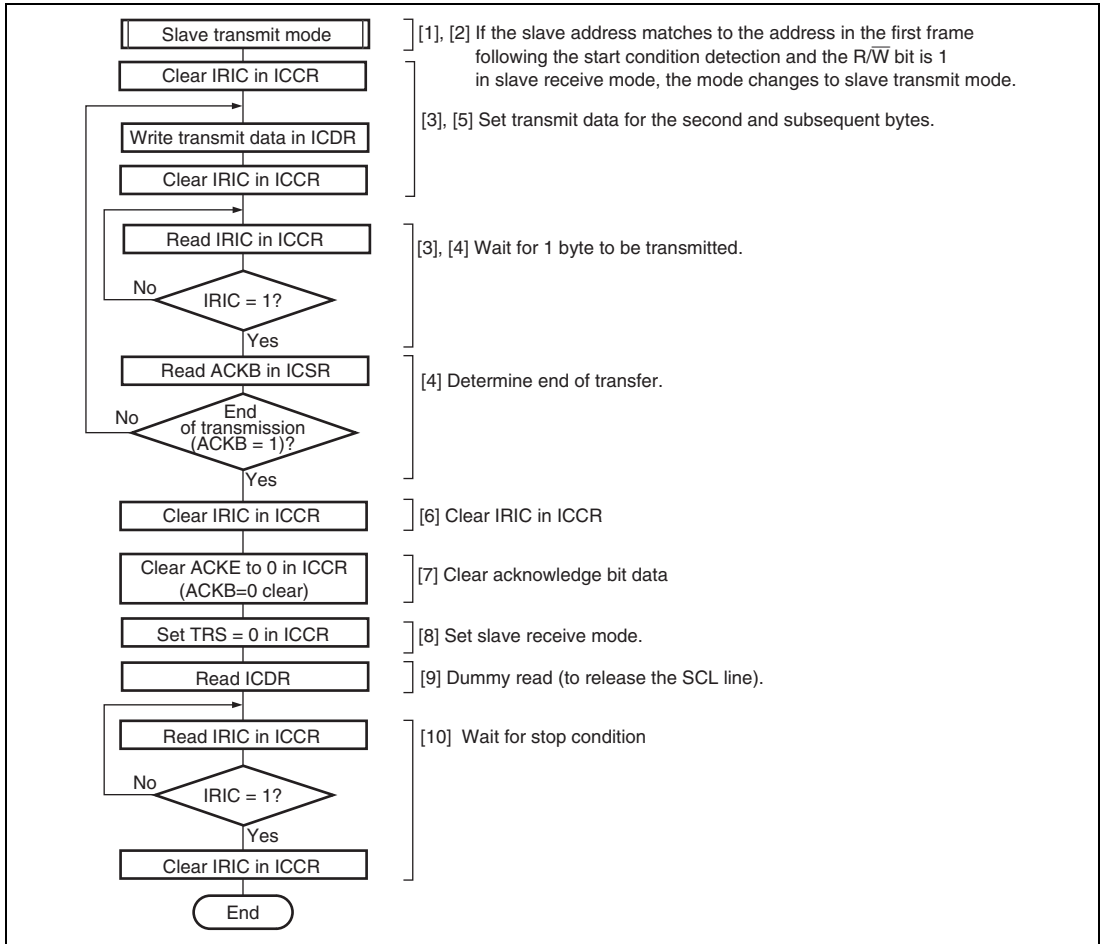 Slave transmit mode
[1], [2] If the slave address matches to the address in the first frame
following the start condition detection and the R/W̅ bit is 1
in slave receive mode, the mode changes to slave transmit mode.
Clear IRIC in ICCR
[3], [5] Set transmit data for the second and subsequent bytes.
Write transmit data in ICDR
Clear IRIC in ICCR
Read IRIC in ICCR
[3], [4] Wait for 1 byte to be transmitted.
No
IRIC = 1?
Yes
Read ACKB in ICSR
[4] Determine end of transfer.
No
End
of transmission
(ACKB = 1)?
Yes
Clear IRIC in ICCR
[6] Clear IRIC in ICCR
Clear ACKE to 0 in ICCR
(ACKB=0 clear)
[7] Clear acknowledge bit data
Set TRS = 0 in ICCR
[8] Set slave receive mode.
Read ICDR
[9] Dummy read (to release the SCL line).
Read IRIC in ICCR
[10] Wait for stop condition
No
IRIC = 1?
Yes
Clear IRIC in ICCR
End